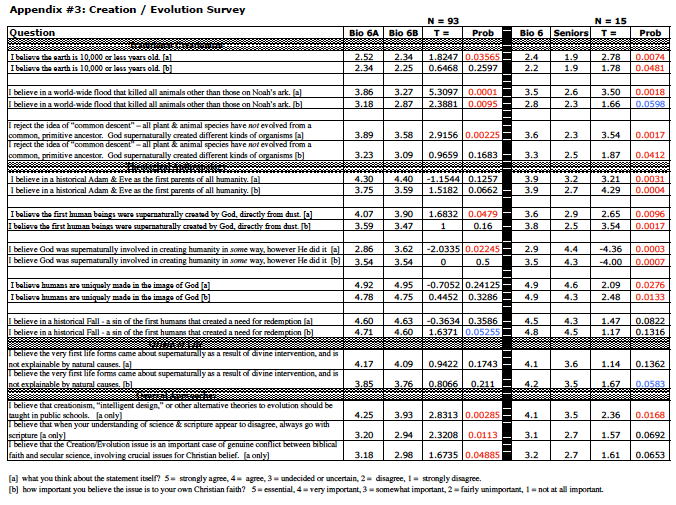 Appendix #3: Creation / Evolution Survey
N = 93 N = 15
Question Bio 6A Bio 6B T = Prob Bio 6 Seniors T = Prob
I believe the earth is 10,000 or less years old. [a] 2.52 2.34 1.8247 0.03565 2.4 1.9 2.78 0.0074
I believe the earth is 10,000 or less years old. [b] 2.34 2.25 0.6468 0.2597 2.2 1.9 1.78 0.0481
I believe in a world-wide flood that killed all animals other than those on Noah's ark. [a] 3.86 3.27 5.3097 0.0001 3.5 2.6 3.50 0.0018
I believe in a world-wide flood that killed all animals other than those on Noah's ark. [b] 3.18 2.87 2.3881 0.0095 2.8 2.3 1.66 0.0598
I reject the idea of "common descent" – all plant & animal species have not evolved from a
common, primitive ancestor. God supernaturally created different kinds of organisms [a] 3.89 3.58 2.9156 0.00225 3.6 2.3 3.54 0.0017
I reject the idea of "common descent" – all plant & animal species have not evolved from a
common, primitive ancestor. God supernaturally created different kinds of organisms [b] 3.23 3.09 0.9659 0.1683 3.3 2.5 1.87 0.0412
I believe in a historical Adam & Eve as the first parents of all humanity. [a] 4.30 4.40 -1.1544 0.1257 3.9 3.2 3.21 0.0031
I believe in a historical Adam & Eve as the first parents of all humanity. [b] 3.75 3.59 1.5182 0.0662 3.9 2.7 4.29 0.0004
I believe the first human beings were supernaturally created by God, directly from dust. [a] 4.07 3.90 1.6832 0.0479 3.6 2.9 2.65 0.0096
I believe the first human beings were supernaturally created by God, directly from dust. [b] 3.59 3.47 1 0.16 3.8 2.5 3.54 0.0017
I believe God was supernaturally involved in creating humanity in some way, however He did it [a] 2.86 3.62 -2.0335 0.02245 2.9 4.4 -4.36 0.0003
I believe God was supernaturally involved in creating humanity in some way, however He did it [b] 3.54 3.54 0 0.5 3.5 4.3 -4.00 0.0007
I believe humans are uniquely made in the image of God [a] 4.92 4.95 -0.7052 0.24125 4.9 4.6 2.09 0.0276
I believe humans are uniquely made in the image of God [b] 4.78 4.75 0.4452 0.3286 4.9 4.3 2.48 0.0133
I believe in a historical Fall - a sin of the first humans that created a need for redemption [a] 4.60 4.63 -0.3634 0.3586 4.5 4.3 1.47 0.0822
I believe in a historical Fall - a sin of the first humans that created a need for redemption [b] 4.71 4.60 1.6371 0.05255 4.8 4.5 1.17 0.1316
I believe the very first life forms came about supernaturally as a result of divine intervention, and is
not explainable by natural causes. [a] 4.17 4.09 0.9422 0.1743 4.1 3.6 1.14 0.1362
I believe the very first life forms came about supernaturally as a result of divine intervention, and is
not explainable by natural causes. [b] 3.85 3.76 0.8066 0.211 4.2 3.5 1.67 0.0583
General Approaches
I believe that creationism, "intelligent design," or other alternative theories to evolution should be
taught in public schools. [a only] 4.25 3.93 2.8313 0.00285 4.1 3.5 2.36 0.0168
I believe that when your understanding of science & scripture appear to disagree, always go with
scripture [a only] 3.20 2.94 2.3208 0.0113 3.1 2.7 1.57 0.0692
I believe that the Creation/Evolution issue is an important case of genuine conflict between biblical
faith and secular science, involving crucial issues for Christian belief. [a only] 3.18 2.98 1.6735 0.04885 3.2 2.7 1.61 0.0653
[a] what you think about the statement itself? 5 = strongly agree, 4 = agree, 3 = undecided or uncertain, 2 = disagree, 1 = strongly disagree.
[b] how important you believe the issue is to your own Christian faith? 5 = essential, 4 = very important, 3 = somewhat important, 2 = fairly unimportant, 1 = not at all important.